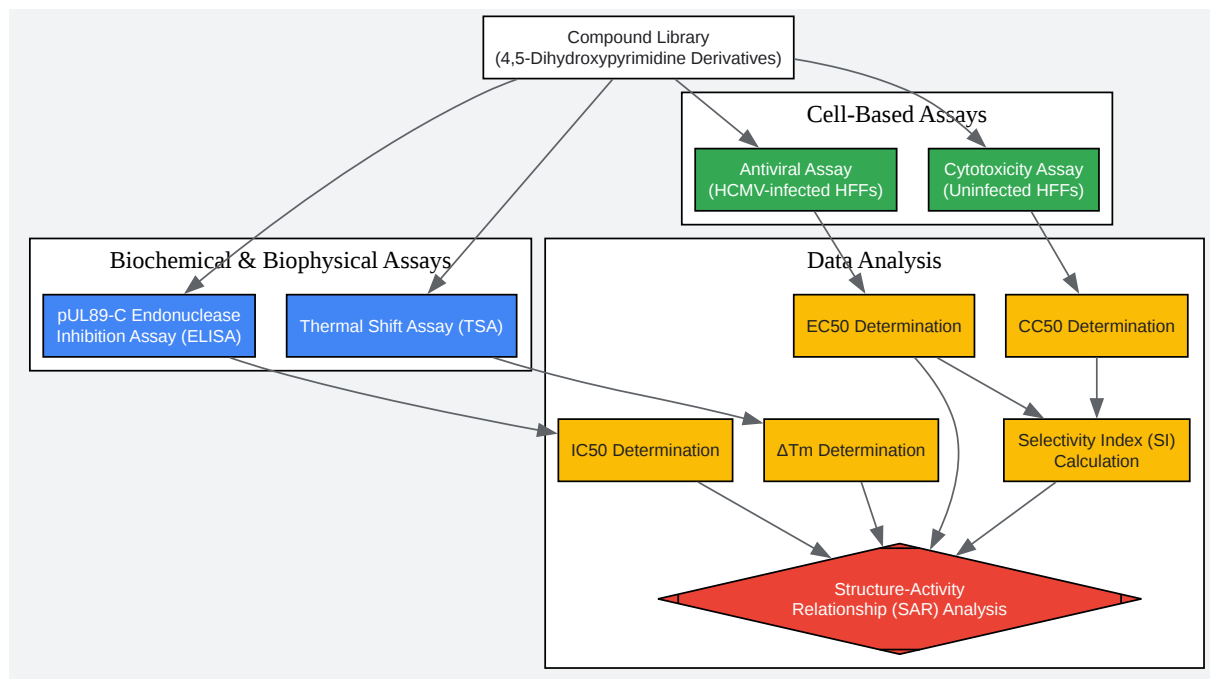 Compound Library
(4,5-Dihydroxypyrimidine Derivatives)
Cell-Based Assays
Antiviral Assay
(HCMV-infected HFFs)
Cytotoxicity Assay
(Uninfected HFFs)
Biochemical & Biophysical Assays
pUL89-C Endonuclease
Inhibition Assay (ELISA)
Thermal Shift Assay (TSA)
Data Analysis
EC50 Determination
CC50 Determination
IC50 Determination
ΔTm Determination
Selectivity Index (SI)
Calculation
Structure-Activity
Relationship (SAR) Analysis